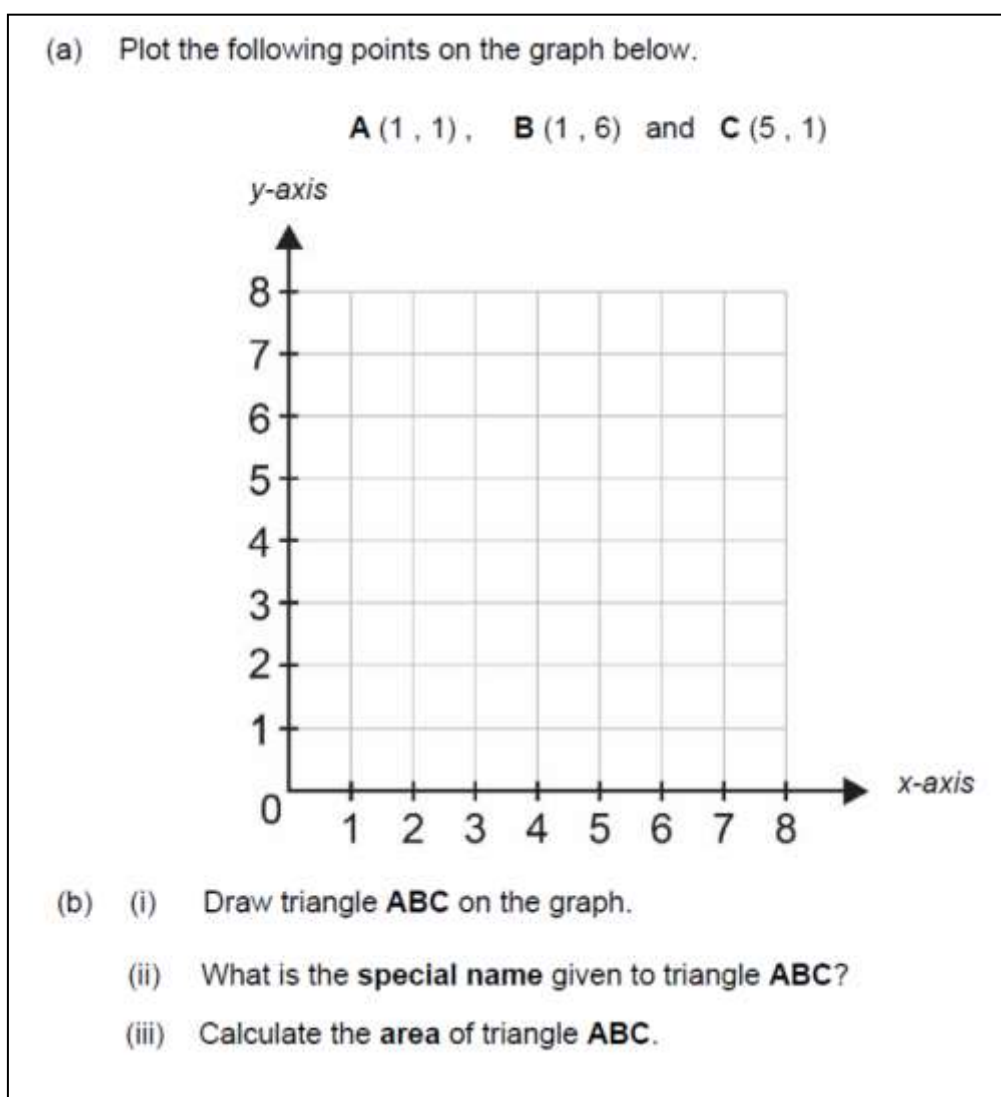 (a) Plot the following points on the graph below.
A (1 , 1) , B (1 , 6) and C (5 , 1)
y-axis
8
7
6
5
4
3
2
1
x-axis
0
1 2 3 4 5 6 7 8
(b) (i) Draw triangle ABC on the graph.
(ii) What is the special name given to triangle ABC?
(iii) Calculate the area of triangle ABC.